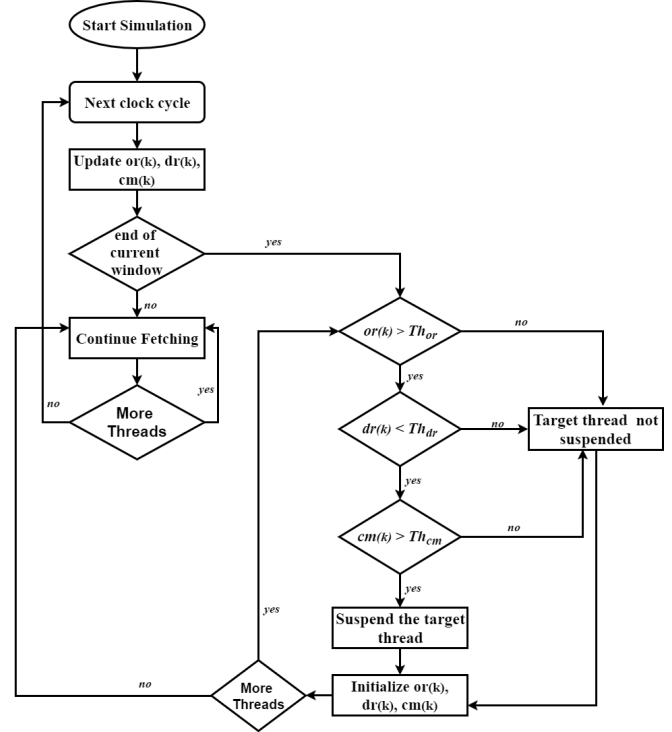 Start Simulation
Next clock cycle
Update or(k), dr(k),
cm(k)
end of
current
window
yes
no
Continue Fetching
yes
no
More
Threads
or(k) > Thor
no
yes
dr(k) < Thdr
no
Target thread not
suspended
yes
cm(k) > Thcm
no
yes
Suspend the target
thread
yes
Initialize or(k),
dr(k), cm(k)
More
Threads
no